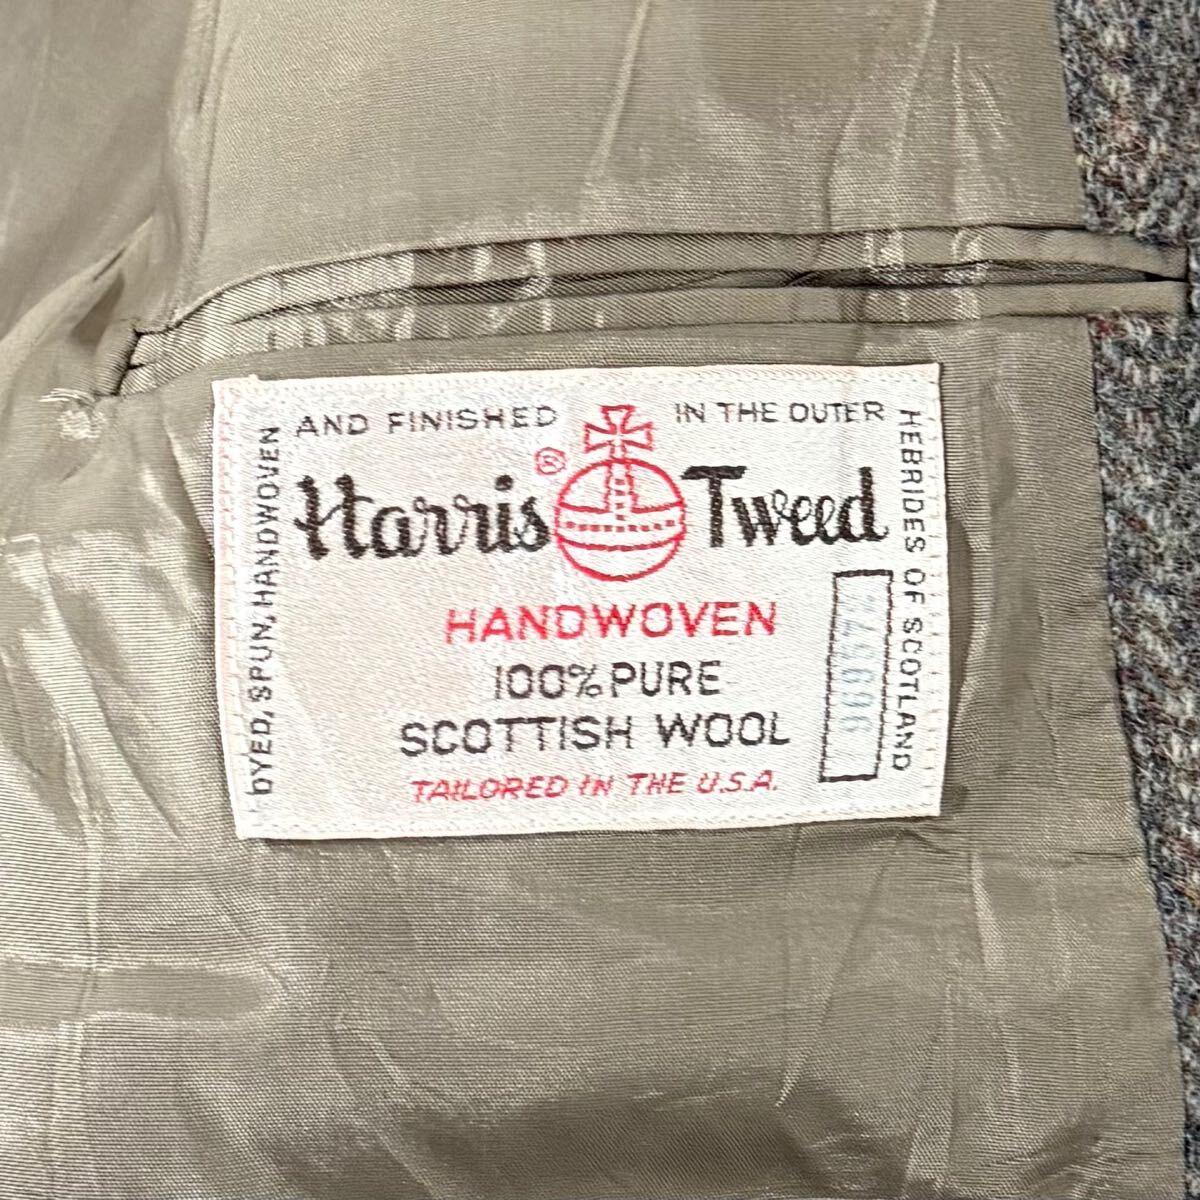 DYED, SPUN, HANDWOVEN
AND FINISHED IN THE OUTER
HEBRIDES OF SCOTLAND
Harris ® Tweed
HANDWOVEN
100% PURE
SCOTTISH WOOL
TAILORED IN THE U.S.A.